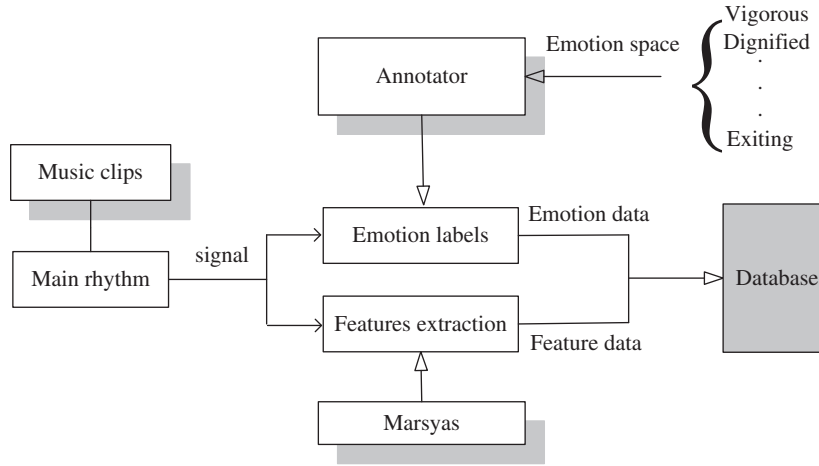 Vigorous
Emotion space
Dignified
Annotator
.
.
.
Exiting
Music clips
Emotion labels
Emotion data
signal
Main rhythm
Database
Features extraction
Feature data
Marsyas